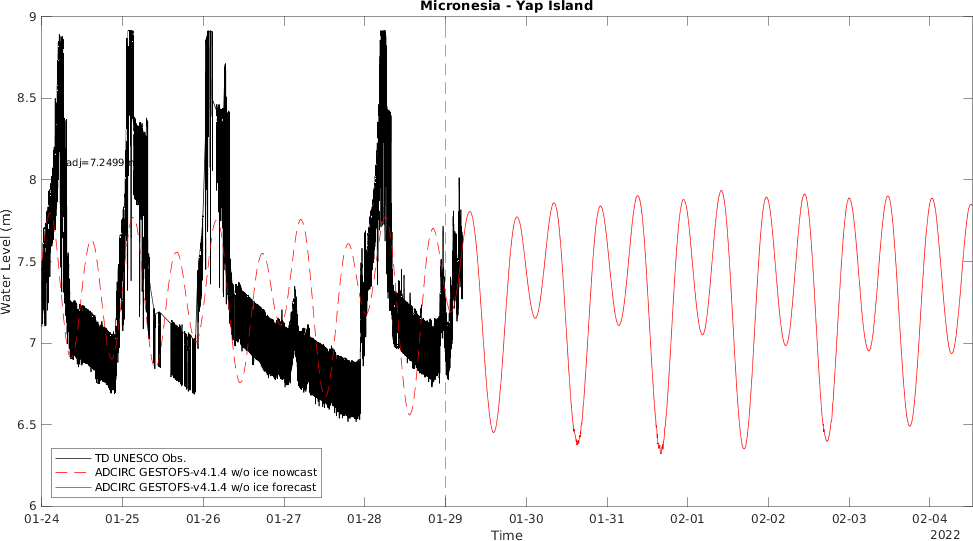 Micronesia - Yap Island
Water Level (m)
9
8.5
8
7.5
7
6.5
6
adj=7.2499
TD UNESCO Obs.
ADCIRC GESTOFS-v4.1.4 w/o ice nowcast
ADCIRC GESTOFS-v4.1.4 w/o ice forecast
01-24 01-25 01-26 01-27 01-28 01-29 01-30 01-31 02-01 02-02 02-03 02-04
Time
2022